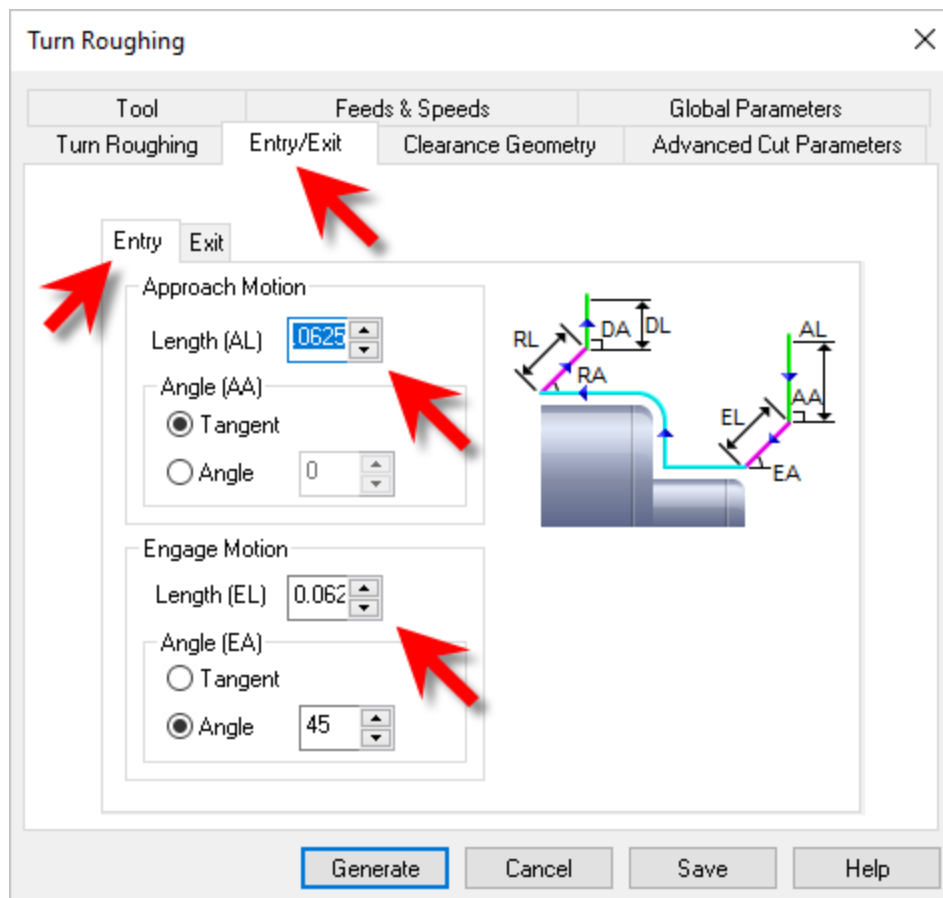 Turn Roughing
Tool Feeds & Speeds Global Parameters
Turn Roughing Entry/Exit Clearance Geometry Advanced Cut Parameters
Entry Exit
Approach Motion
Length (AL) .0625
Angle (AA)
Tangent
Angle 0
Engage Motion
Length (EL) 0.062
Angle (EA)
Tangent
Angle 45
RL DA DL AL
RA AA
EL
EA
Generate Cancel Save Help